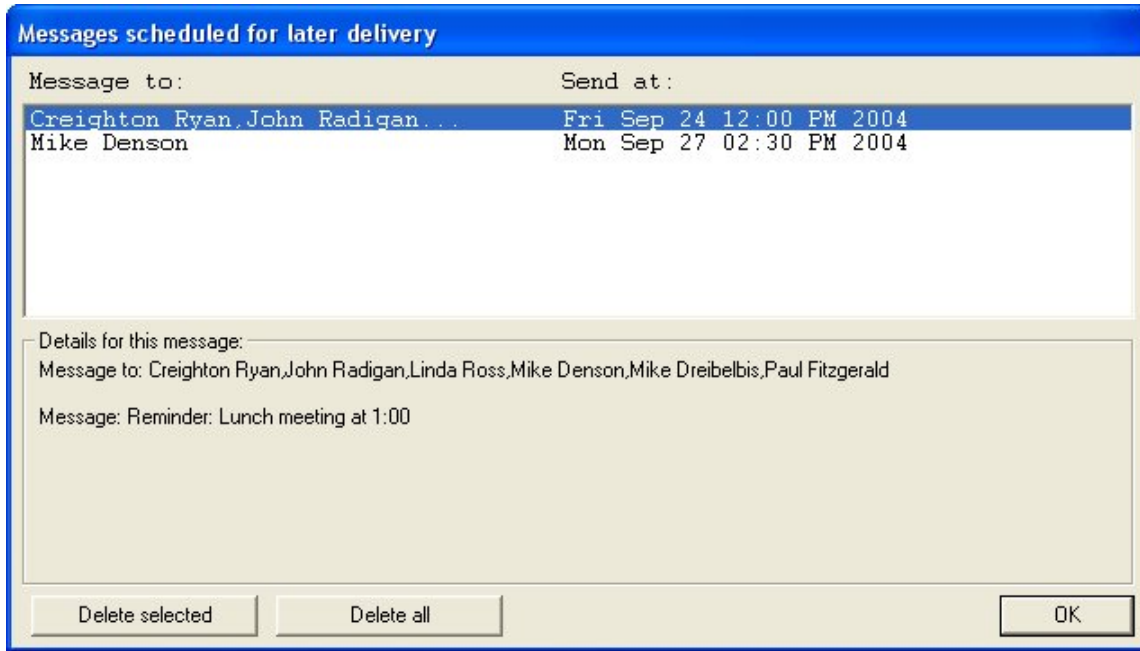 Messages scheduled for later delivery
Message to: Send at:
Creighton Ryan,John Radigan... Fri Sep 24 12:00 PM 2004
Mike Denson Mon Sep 27 02:30 PM 2004
Details for this message:
Message to: Creighton Ryan,John Radigan,Linda Ross,Mike Denson,Mike Dreibelbis,Paul Fitzgerald
Message: Reminder: Lunch meeting at 1:00
Delete selected Delete all OK